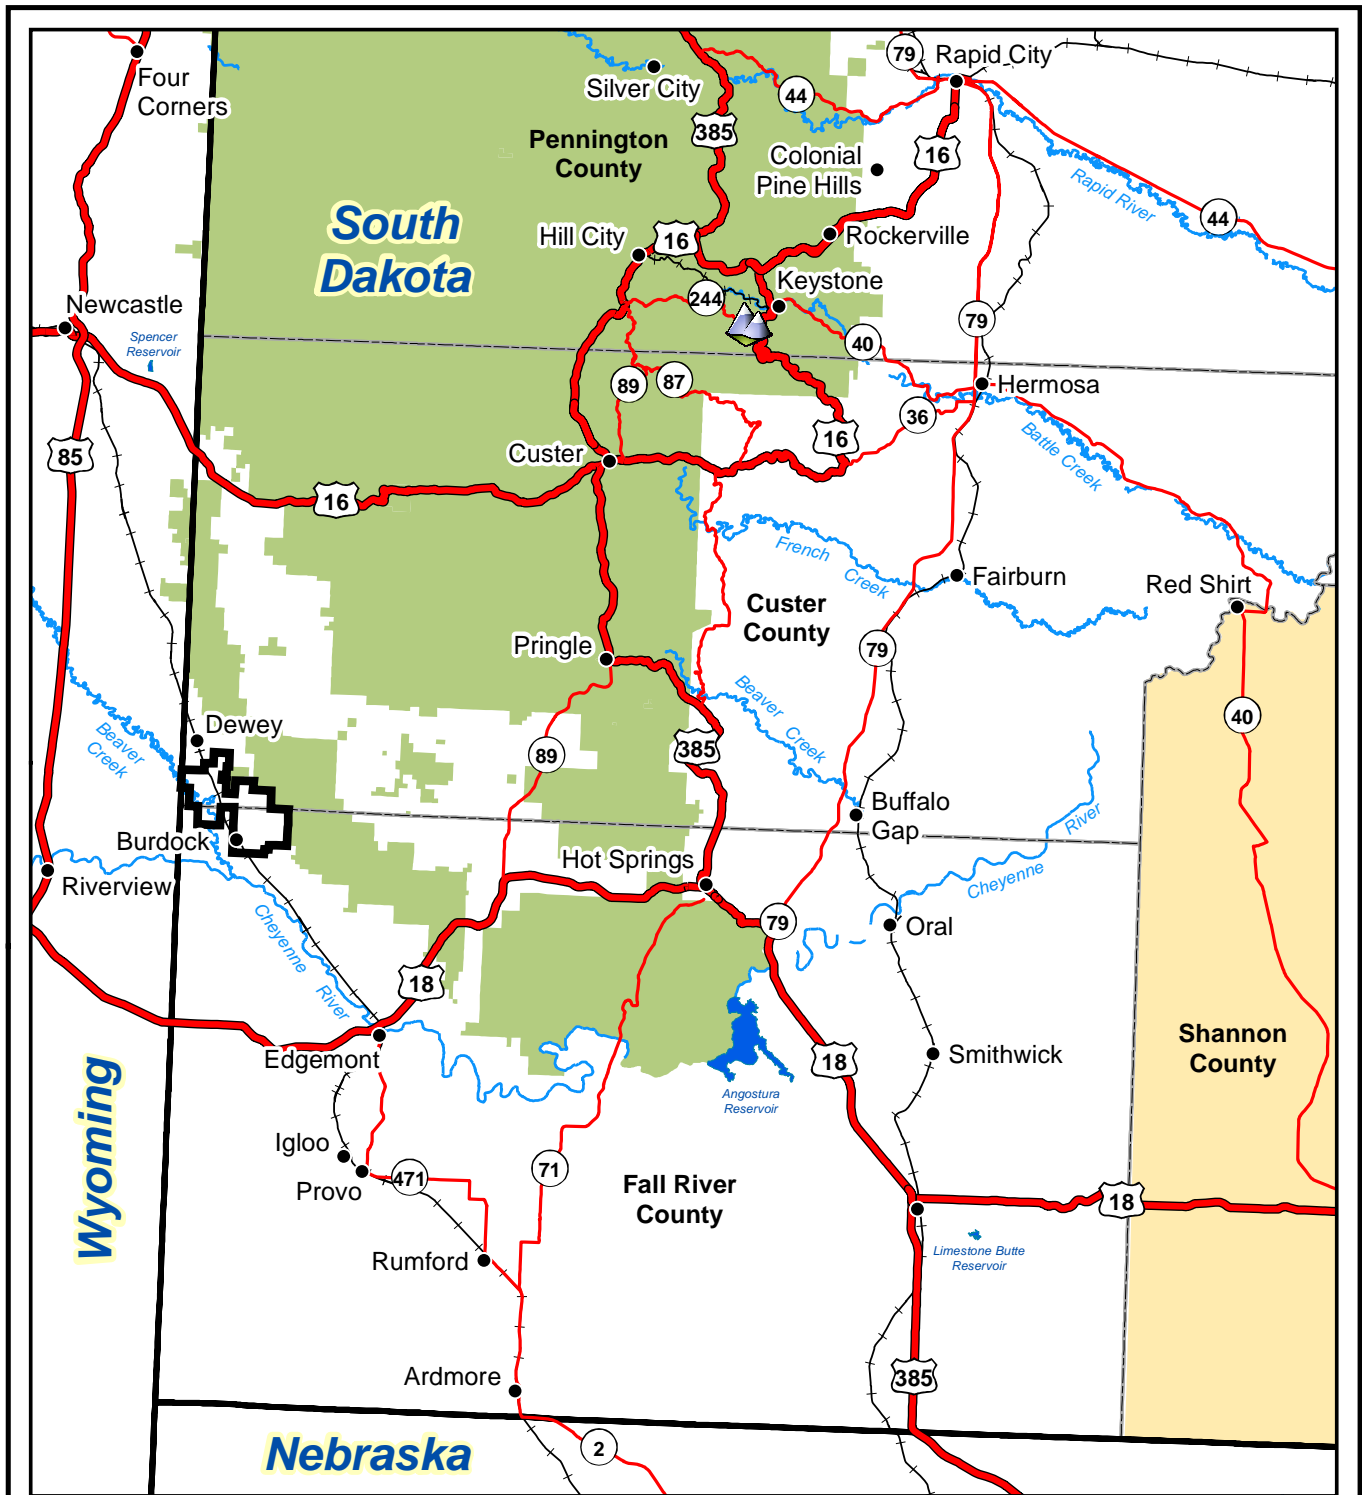 79
Rapid City
Four
Corners
Silver City
44
385
Pennington
County
16
Colonial
Pine Hills
Rapid River
44
South
Dakota
Hill City
16
Rockerville
Keystone
244
Newcastle
Spencer
Reservoir
79
40
89
87
Hermosa
36
16
Custer
Battle Creek
85
16
French
Creek
Fairburn
Red Shirt
Custer
County
Pringle
79
Beaver
Creek
Dewey
Beaver
Creek
385
89
40
Buffalo
Gap
River
Burdock
Hot Springs
Riverview
Cheyenne
79
Oral
Cheyenne
River
18
Shannon
County
Edgemont
18
Smithwick
Angostura
Reservoir
Wyoming
Igloo
Provo
471
71
Fall River
County
18
Limestone Butte
Reservoir
Rumford
Ardmore
385
Nebraska
2